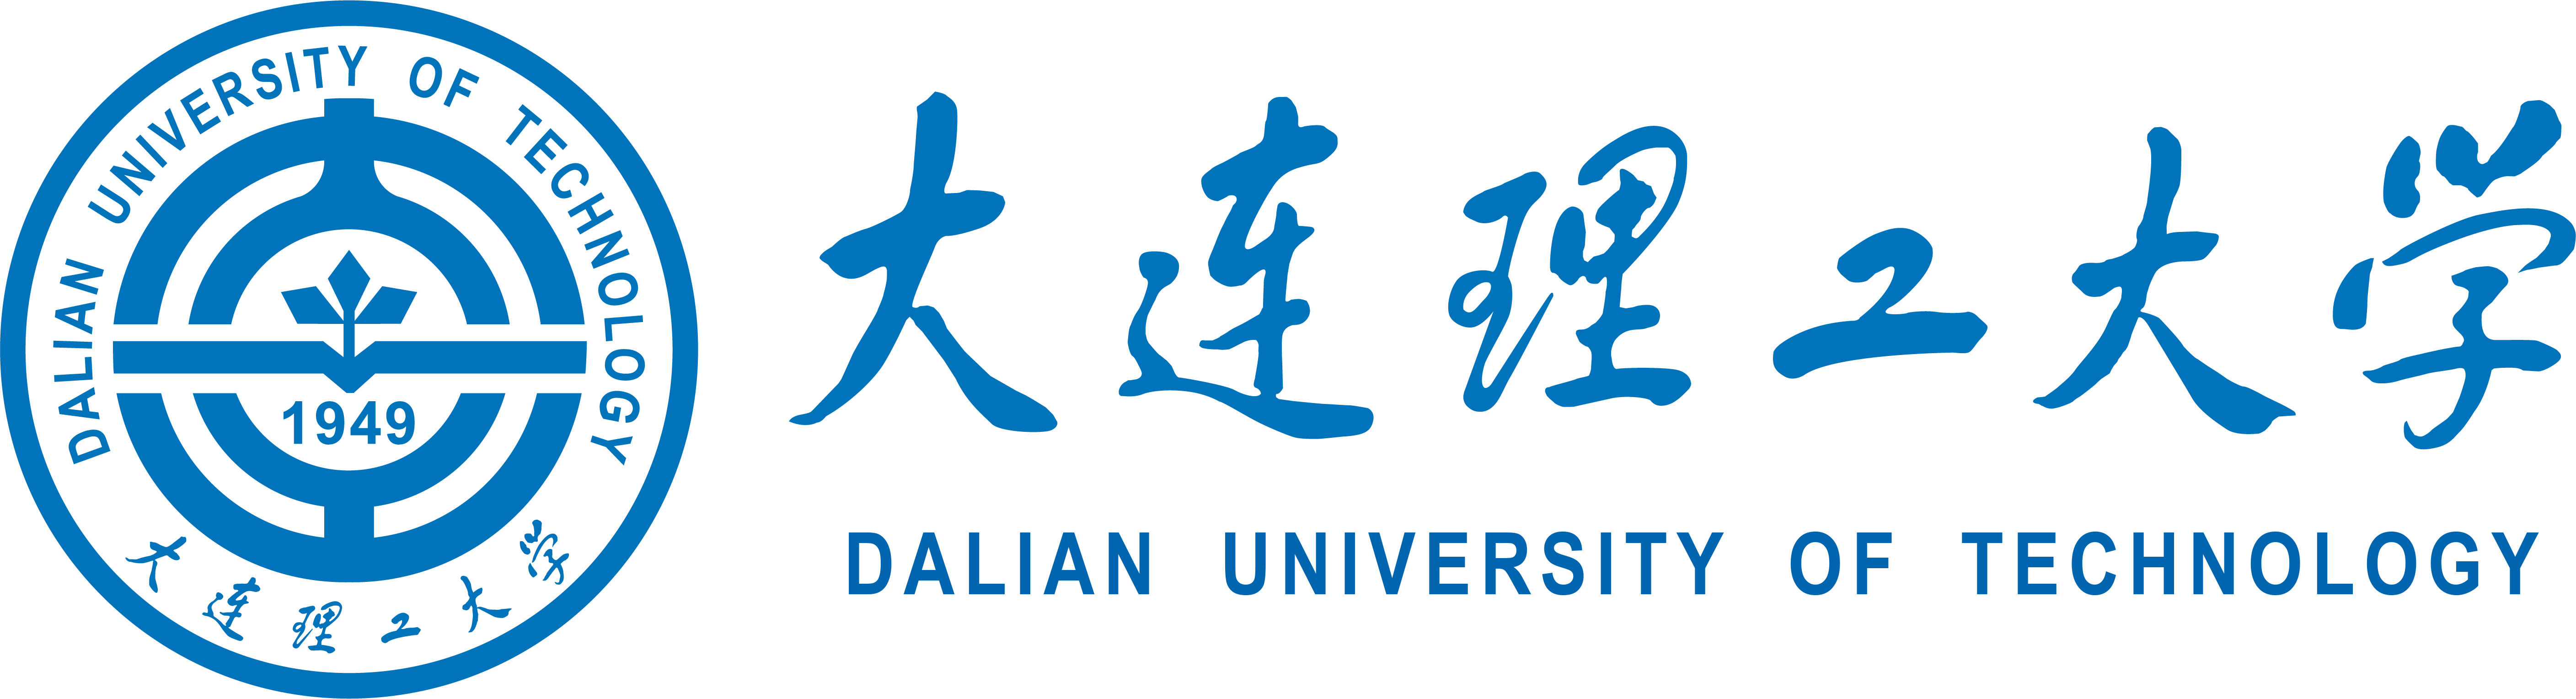 DALIAN UNIVERSITY OF TECHNOLOGY
1949
大连理工大学
大连理工大学
DALIAN UNIVERSITY OF TECHNOLOGY